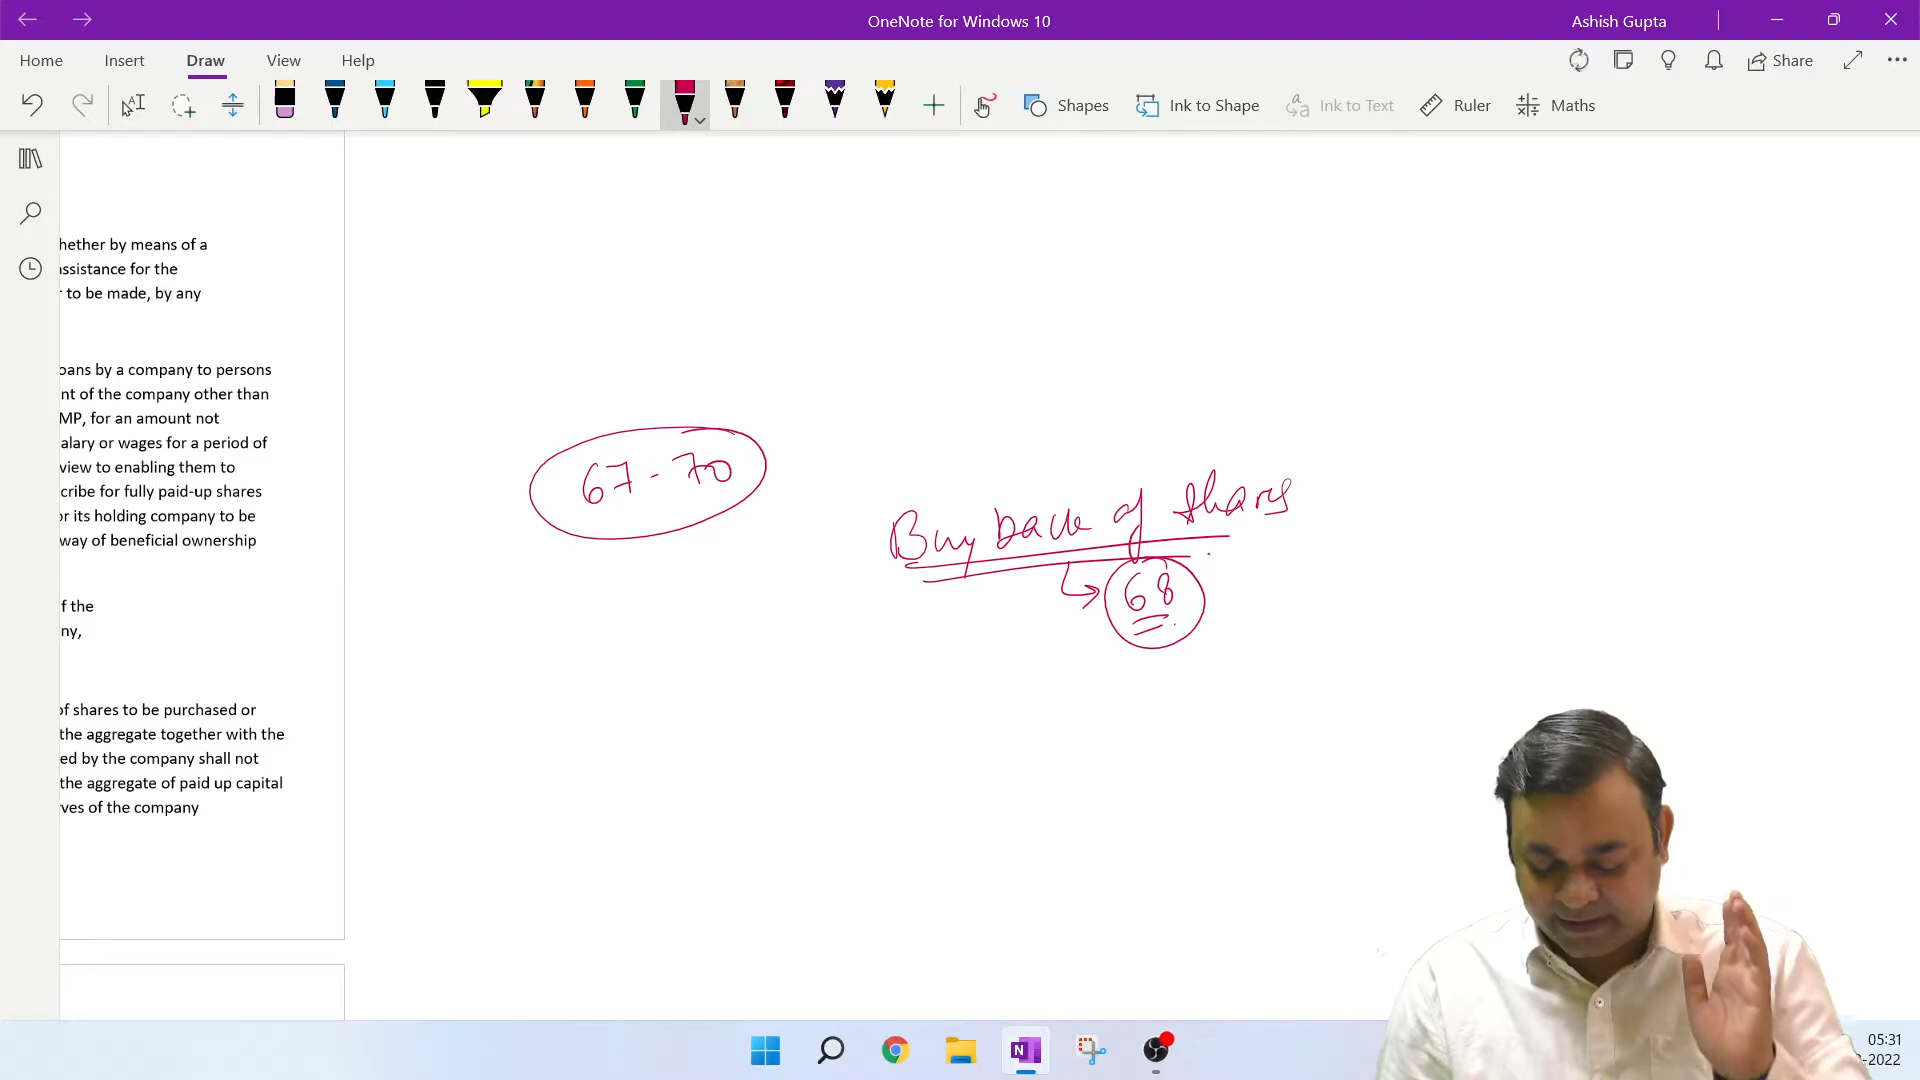 OneNote for Windows 10
Ashish Gupta
Home Insert Draw View Help
Share
Shapes Ink to Shape Ink to Text Ruler Maths
hether by means of a
assistance for the
to be made, by any
oans by a company to persons
nt of the company other than
MP, for an amount not
alary or wages for a period of
view to enabling them to
cribe for fully paid-up shares
or its holding company to be
way of beneficial ownership
f the
ny,
of shares to be purchased or
the aggregate together with the
ed by the company shall not
the aggregate of paid up capital
ves of the company
67-70
Buy back of shares
68
05:31
-2022